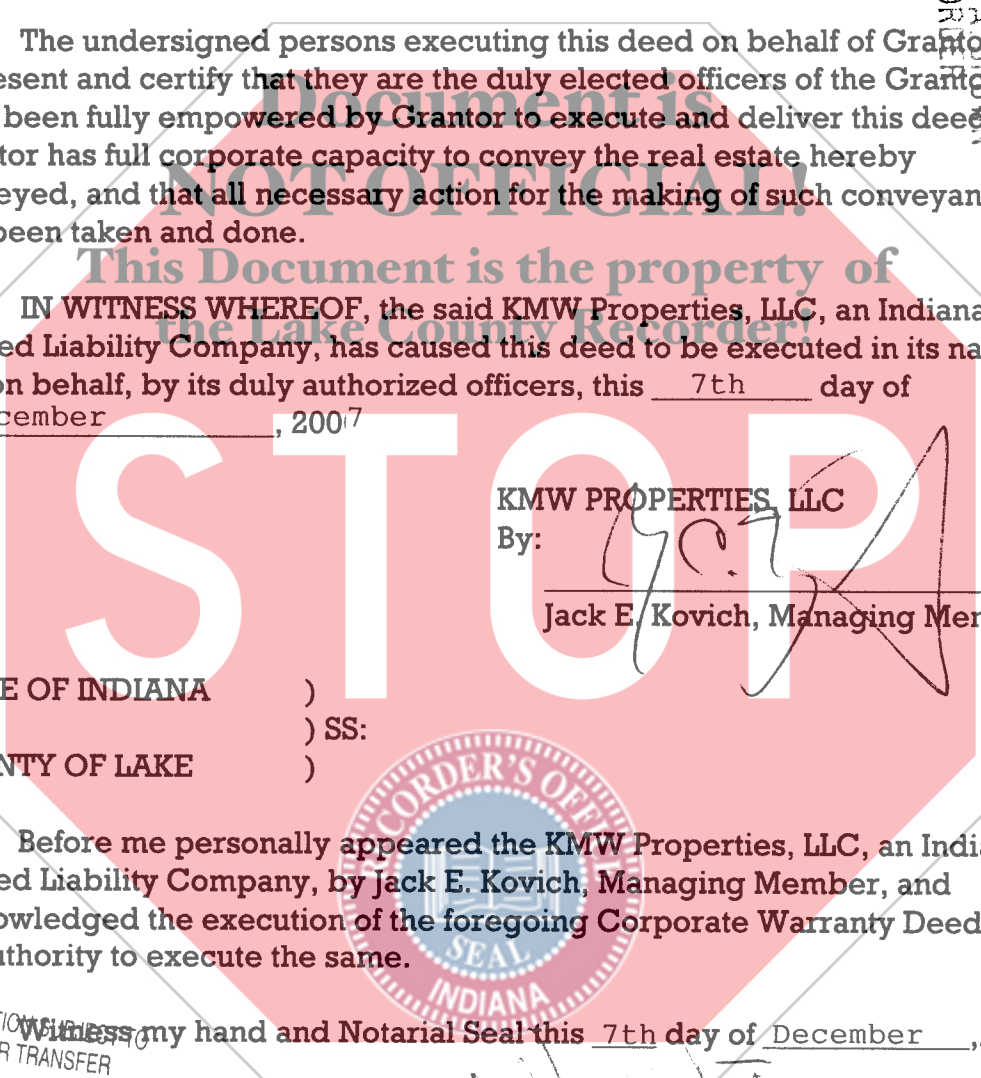 The undersigned persons executing this deed on behalf of Granto
esent and certify that they are the duly elected officers of the Granto
been fully empowered by Grantor to execute and deliver this deed
tor has full corporate capacity to convey the real estate hereby
eyed, and that all necessary action for the making of such conveyan
been taken and done.
Document is
NOT OFFICIAL!
This Document is the property of
the Lake County Recorder!
IN WITNESS WHEREOF, the said KMW Properties, LLC, an Indiana
ed Liability Company, has caused this deed to be executed in its na
on behalf, by its duly authorized officers, this 7th day of
cember, 2007
STOP
KMW PROPERTIES, LLC
By:
Jack E. Kovich, Managing Mem
E OF INDIANA )
) SS:
NTY OF LAKE )
RECORDER'S OFFICE
SEAL
INDIANA
Before me personally appeared the KMW Properties, LLC, an Indi
ed Liability Company, by Jack E. Kovich, Managing Member, and
owledged the execution of the foregoing Corporate Warranty Deed
uthority to execute the same.
Witness my hand and Notarial Seal this 7th day of December,
R TRANSFER